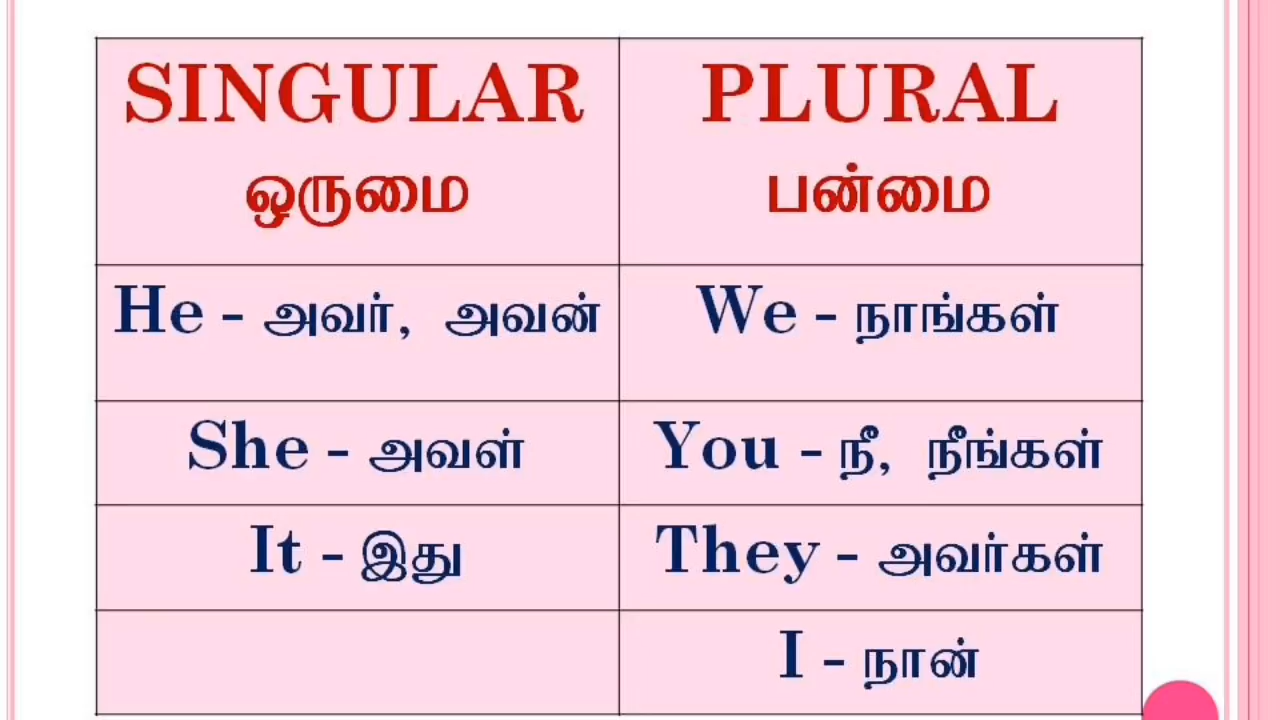 SINGULAR
ஒருமை
PLURAL
பன்மை
He - அவர், அவன்
We - நாங்கள்
She - அவள்
You - நீ, நீங்கள்
It - இது
They - அவர்கள்
I - நான்